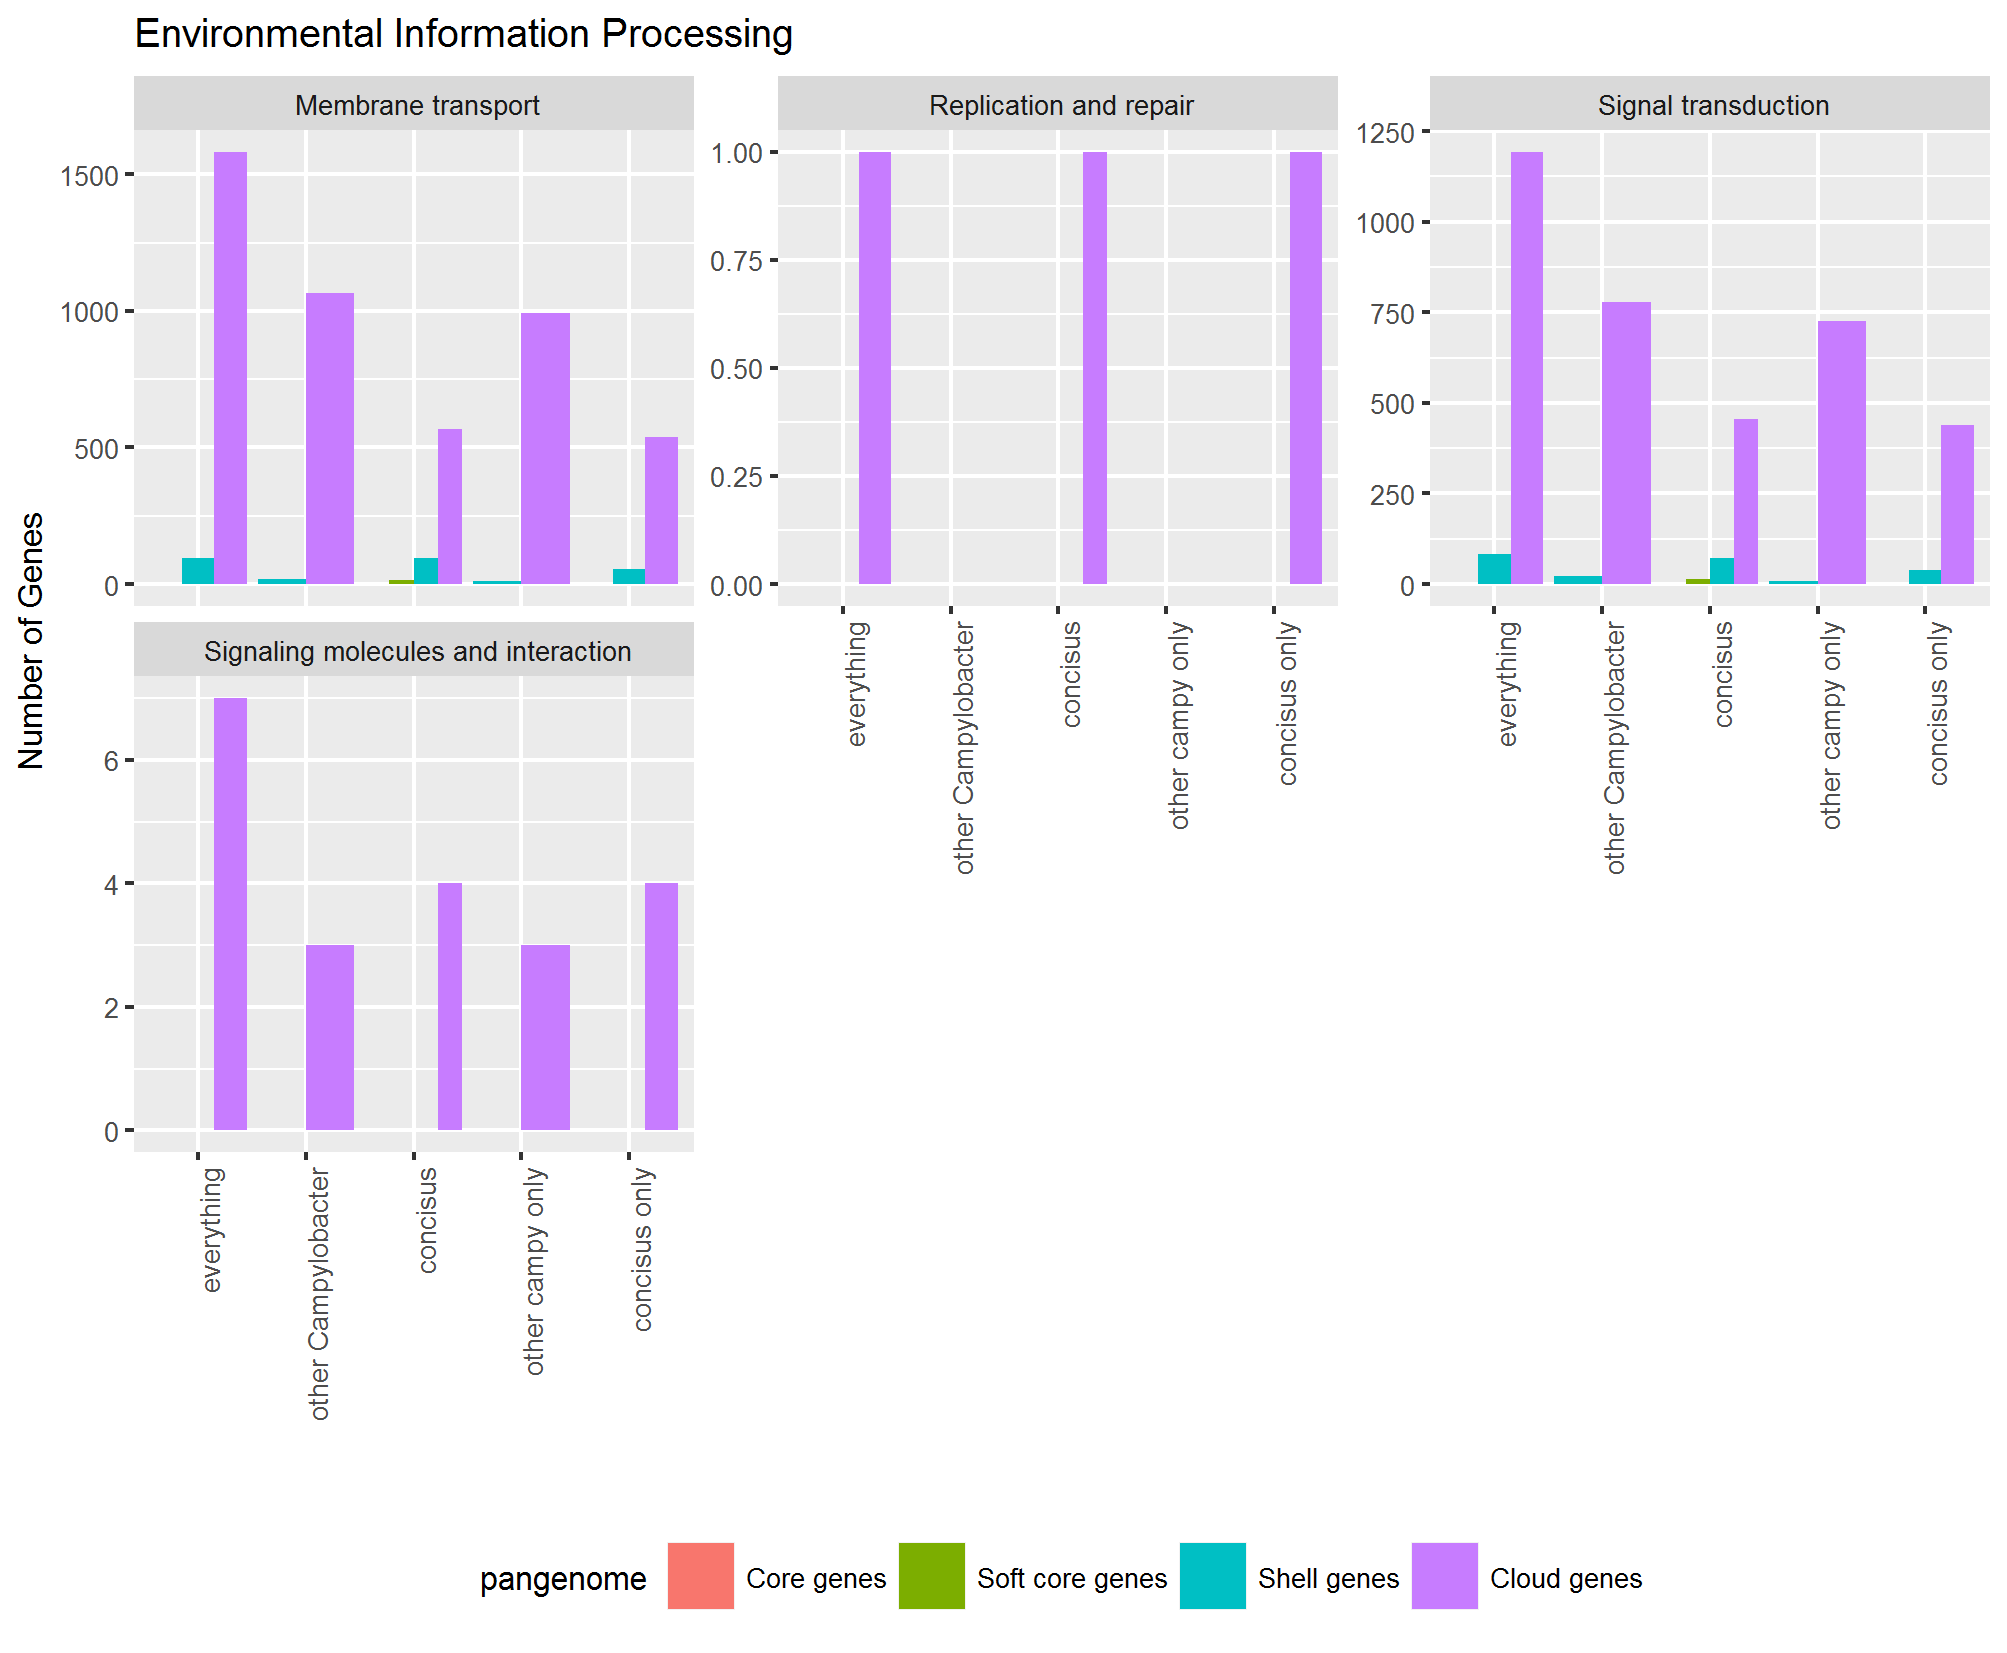 Environmental Information Processing
Membrane transport
Replication and repair
Signal transduction
1500
1000
500
0
1.00
0.75
0.50
0.25
0.00
1250
1000
750
500
250
0
everything
other Campylobacter
concisus
other campy only
concisus only
everything
other Campylobacter
concisus
other campy only
concisus only
Number of Genes
Signaling molecules and interaction
6
4
2
0
everything
other Campylobacter
concisus
other campy only
concisus only
pangenome
Core genes
Soft core genes
Shell genes
Cloud genes